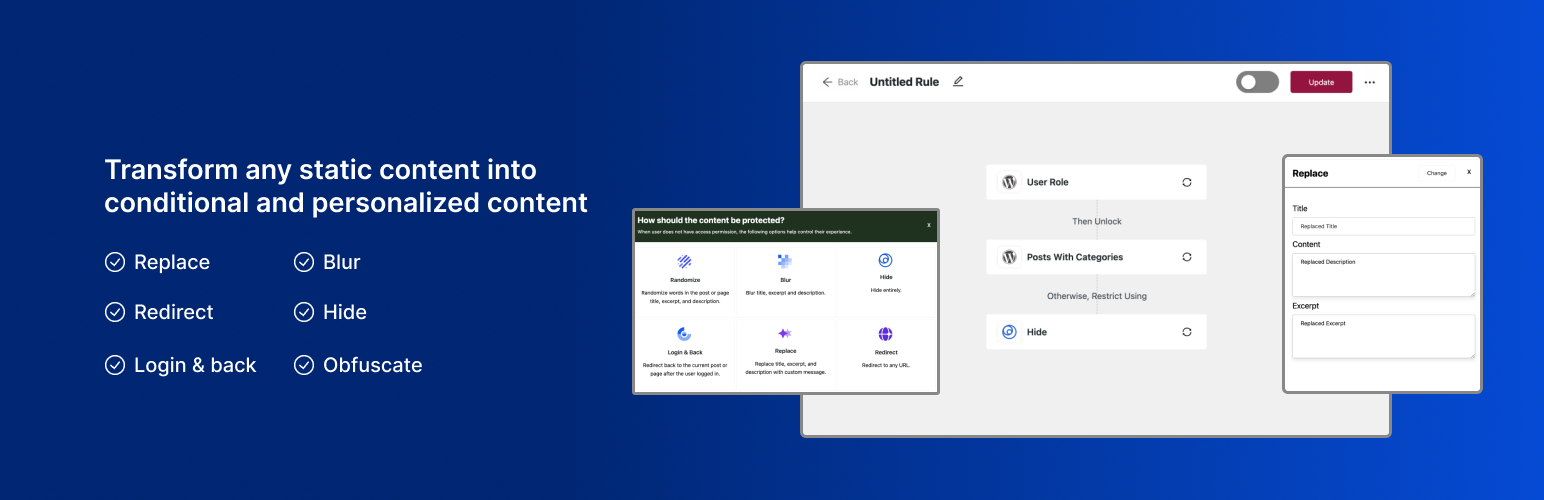 Transform any static content into
conditional and personalized content
Replace
Blur
Redirect
Hide
Login & back
Obfuscate
Back
Untitled Rule
Update
User Role
Then Unlock
Posts With Categories
Otherwise, Restrict Using
Hide
How should the content be protected?
When user does not have access permission, the following options help control their experience.
x
Randomize
Randomize words in the post or page
title, excerpt, and description.
Blur
Blur title, excerpt and description.
Hide
Hide entirely.
Login & Back
Redirect back to the current post or
page after the user logged in.
Replace
Replace title, excerpt, and
description with custom message.
Redirect
Redirect to any URL.
Replace
Change
x
Title
Replaced Title
Content
Replaced Description
Excerpt
Replaced Excerpt